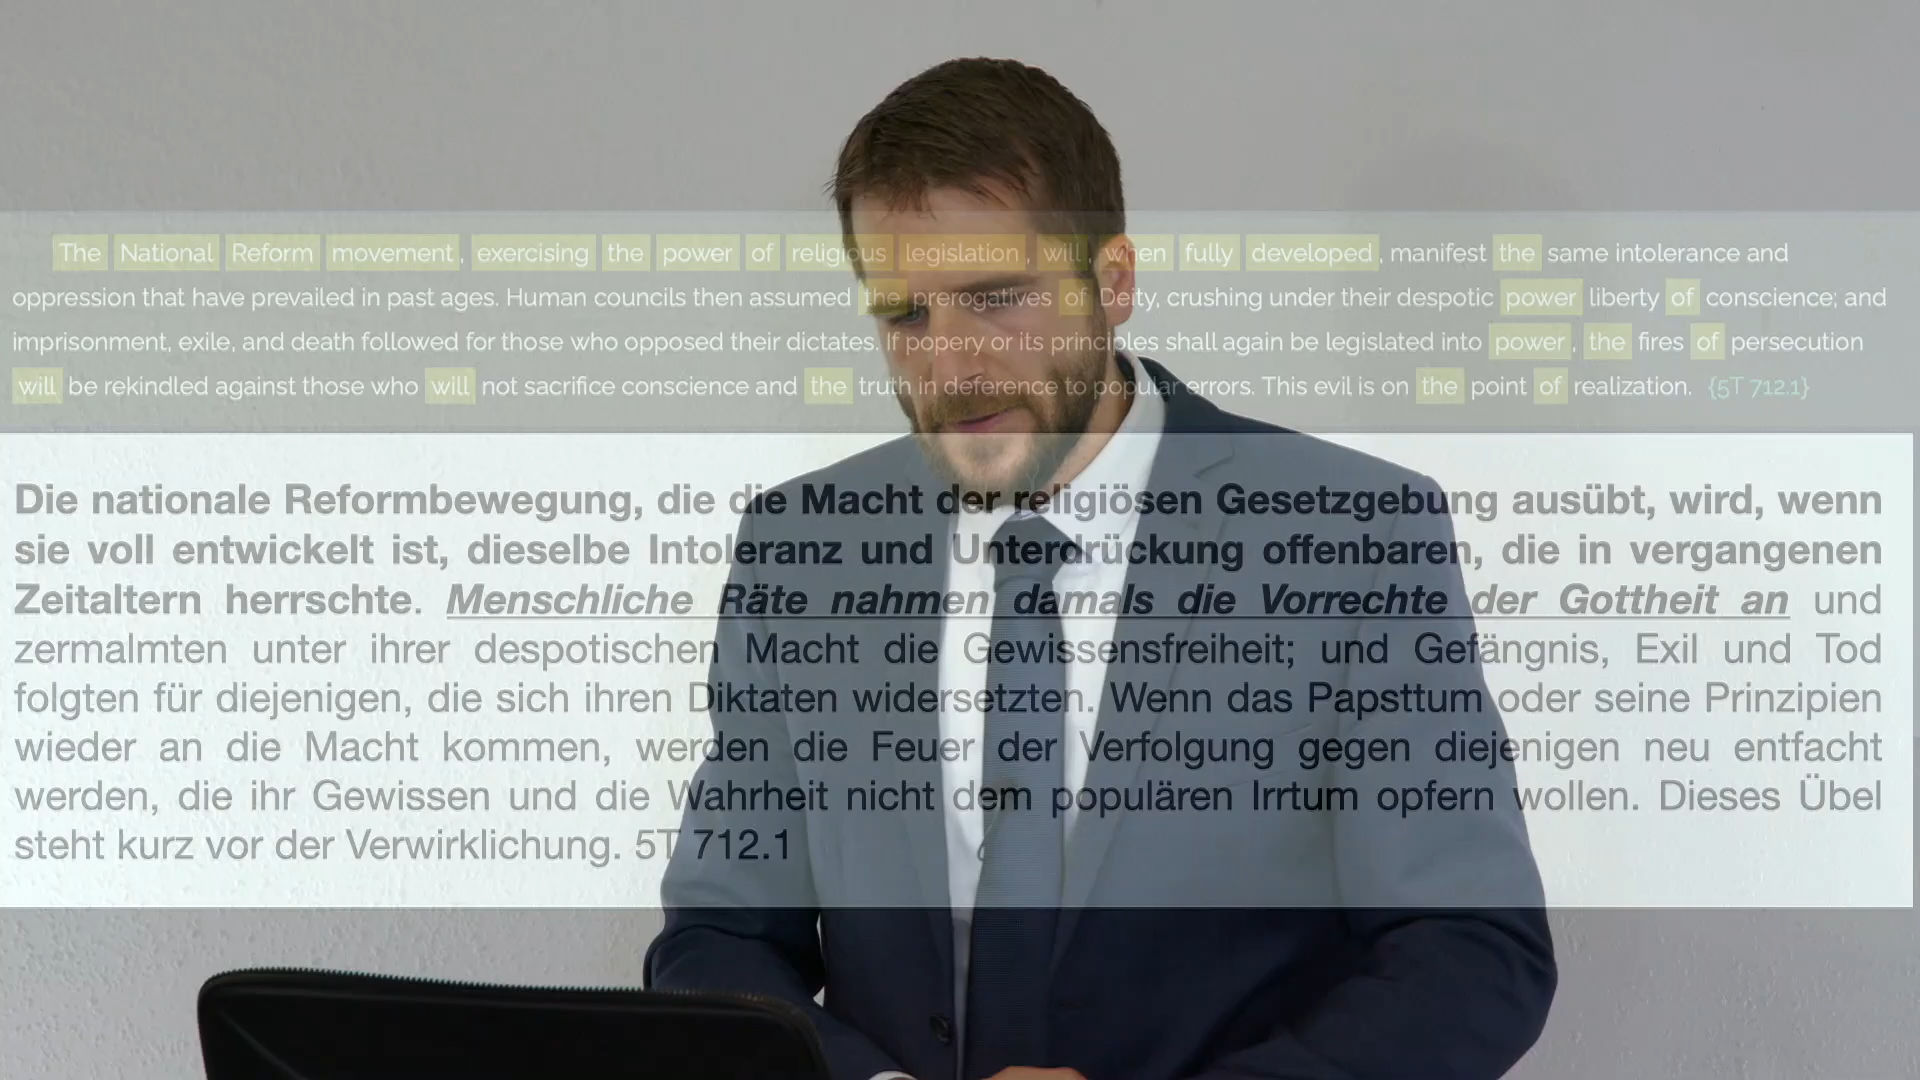 The National Reform movement, exercising the power of religious legislation, will, when fully developed, manifest the same intolerance and
oppression that have prevailed in past ages. Human councils then assumed the prerogatives of Deity, crushing under their despotic power liberty of conscience; and
imprisonment, exile, and death followed for those who opposed their dictates. If popery or its principles shall again be legislated into power, the fires of persecution
will be rekindled against those who will not sacrifice conscience and the truth in deference to popular errors. This evil is on the point of realization. {5T 712.1}
Die nationale Reformbewegung, die die Macht der religiösen Gesetzgebung ausübt, wird, wenn
sie voll entwickelt ist, dieselbe Intoleranz und Unterdrückung offenbaren, die in vergangenen
Zeitaltern herrschte. Menschliche Räte nahmen damals die Vorrechte der Gottheit an und
zermalmten unter ihrer despotischen Macht die Gewissensfreiheit; und Gefängnis, Exil und Tod
folgten für diejenigen, die sich ihren Diktaten widersetzten. Wenn das Papsttum oder seine Prinzipien
wieder an die Macht kommen, werden die Feuer der Verfolgung gegen diejenigen neu entfacht
werden, die ihr Gewissen und die Wahrheit nicht dem populären Irrtum opfern wollen. Dieses Übel
steht kurz vor der Verwirklichung. 5T 712.1